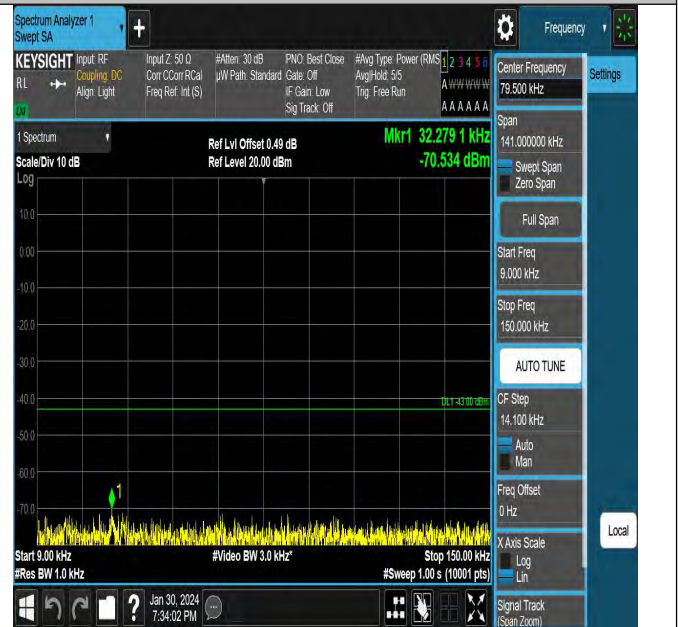 Spectrum Analyzer 1
Swept SA
Frequency
KEYSIGHT
RL
Input: RF
Coupling: DC
Align: Light
Input Z: 50 Ω
Corr CCorr RCal
Freq Ref: Int (S)
#Atten: 30 dB
µW Path: Standard
PNO: Best Close
Gate: Off
IF Gain: Low
Sig Track: Off
#Avg Type: Power (RMS
Avg|Hold: 5/5
Trig: Free Run
1 2 3 4 5 6
A W W W W W
A A A A A A
1 Spectrum
Scale/Div 10 dB
Log
Ref Lvl Offset 0.49 dB
Ref Level 20.00 dBm
Mkr1 32.279 1 kHz
-70.534 dBm
10.0
0.00
-10.0
-20.0
-30.0
-40.0
-50.0
-60.0
-70.0
DL1 -43.00 dBm
1
Start 9.00 kHz
#Res BW 1.0 kHz
#Video BW 3.0 kHz*
Stop 150.00 kHz
#Sweep 1.00 s (10001 pts)
Jan 30, 2024
7:34:02 PM
Center Frequency
79.500 kHz
Settings
Span
141.000000 kHz
Swept Span
Zero Span
Full Span
Start Freq
9.000 kHz
Stop Freq
150.000 kHz
AUTO TUNE
CF Step
14.100 kHz
Auto
Man
Freq Offset
0 Hz
X Axis Scale
Log
Lin
Signal Track
(Span Zoom)
Local